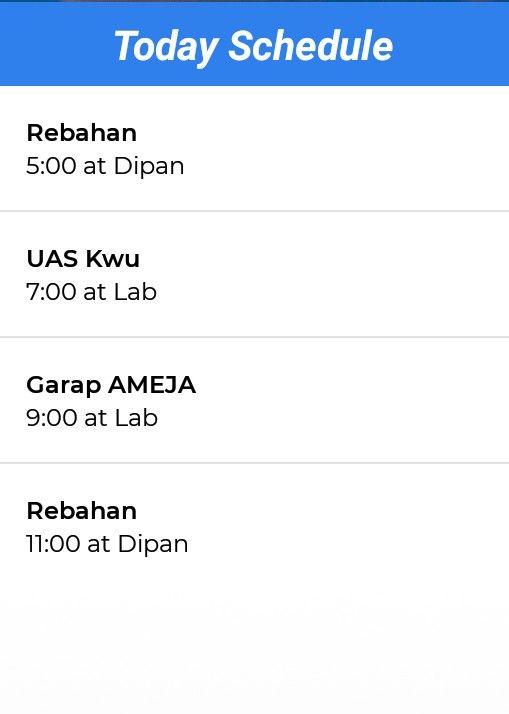 Today Schedule
Rebahan
5:00 at Dipan
UAS Kwu
7:00 at Lab
Garap AMEJA
9:00 at Lab
Rebahan
11:00 at Dipan